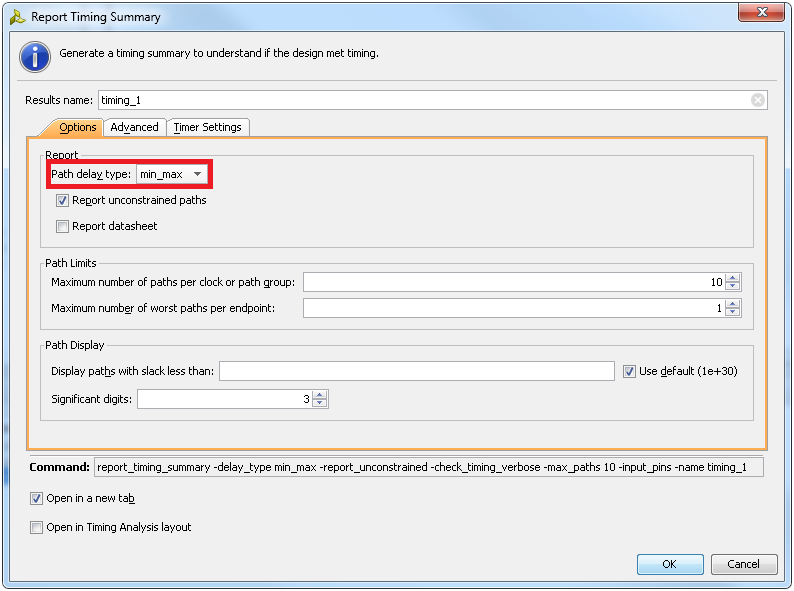 Report Timing Summary
Generate a timing summary to understand if the design met timing.
Results name: timing_1
Options Advanced Timer Settings
Report
Path delay type: min_max
Report unconstrained paths
Report datasheet
Path Limits
Maximum number of paths per clock or path group: 10
Maximum number of worst paths per endpoint: 1
Path Display
Display paths with slack less than: Use default (1e+30)
Significant digits: 3
Command: report_timing_summary -delay_type min_max -report_unconstrained -check_timing_verbose -max_paths 10 -input_pins -name timing_1
Open in a new tab
Open in Timing Analysis layout
OK Cancel